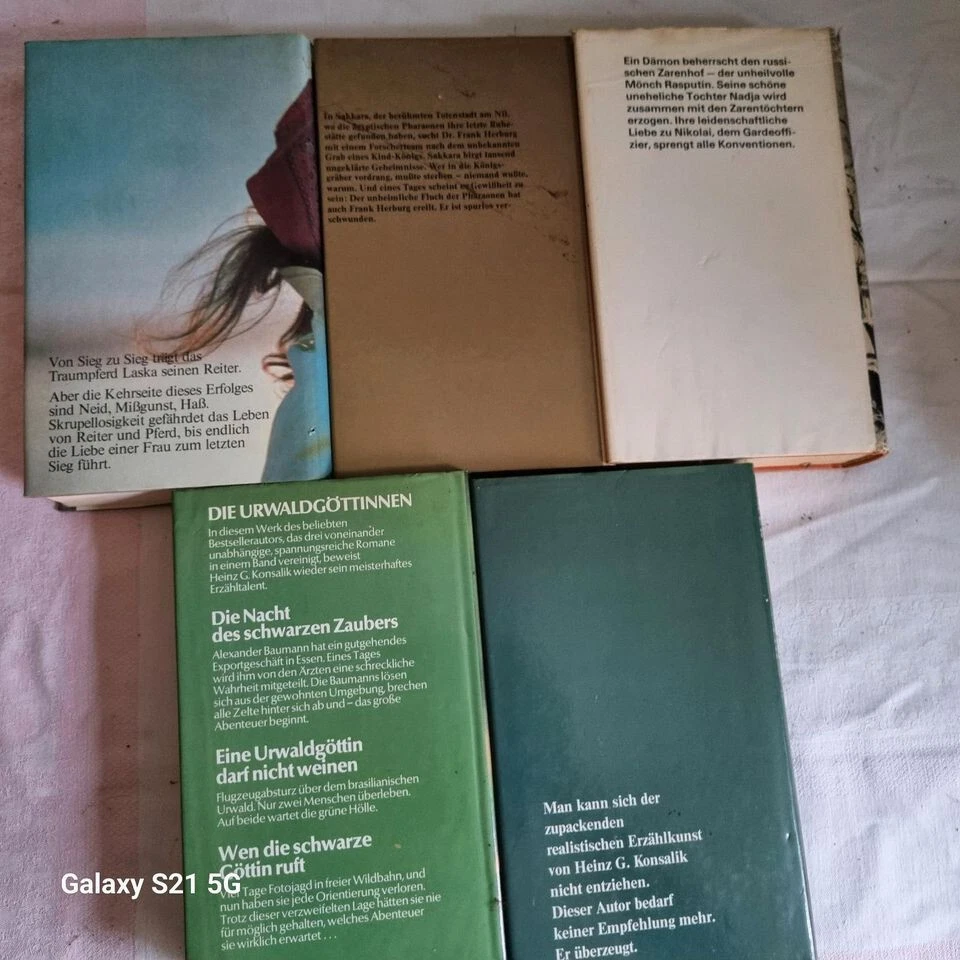 Von Sieg zu Sieg trägt das
Traumpferd Laska seinen Reiter.
Aber die Kehrseite dieses Erfolges
sind Neid, Mißgunst, Haß.
Skrupellosigkeit gefährdet das Leben
von Reiter und Pferd, bis endlich
die Liebe einer Frau zum letzten
Sieg führt.
In Sakkara, der berühmten Totenstadt am Nil,
wo die ägyptischen Pharaonen ihre letzte Ruhe-
stätte gefunden haben, sucht Dr. Frank Herburg
mit einem Forscherteam nach dem unbekannten
Grab eines Kind-Königs. Sakkara birgt tausend
ungeklärte Geheimnisse. Wer in die Königs-
gräber vordrang, mußte sterben – niemand wußte,
warum. Und eines Tages scheint es Gewißheit zu
sein: Der unheimliche Fluch der Pharaonen hat
auch Frank Herburg ereilt. Er ist spurlos ver-
schwunden.
Ein Dämon beherrscht den russi-
schen Zarenhof – der unheilvolle
Mönch Rasputin. Seine schöne
uneheliche Tochter Nadja wird
zusammen mit den Zarentöchtern
erzogen. Ihre leidenschaftliche
Liebe zu Nikolai, dem Gardeoffi-
zier, sprengt alle Konventionen.
DIE URWALDGÖTTINNEN
In diesem Werk des beliebten
Bestsellerautors, das drei voneinander
unabhängige, spannungsreiche Romane
in einem Band vereinigt, beweist
Heinz G. Konsalik wieder sein meisterhaftes
Erzähltalent.
Die Nacht
des schwarzen Zaubers
Alexander Baumann hat ein gutgehendes
Exportgeschäft in Essen. Eines Tages
wird ihm von den Ärzten eine schreckliche
Wahrheit mitgeteilt. Die Baumanns lösen
sich aus der gewohnten Umgebung, brechen
alle Zelte hinter sich ab und – das große
Abenteuer beginnt.
Eine Urwaldgöttin
darf nicht weinen
Flugzeugabsturz über dem brasilianischen
Urwald. Nur zwei Menschen überleben.
Auf beide wartet die grüne Hölle.
Wen die schwarze
Göttin ruft
Vier Tage Fotojagd in freier Wildbahn, und
nun haben sie jede Orientierung verloren.
Trotz dieser verzweifelten Lage hätten sie nie
für möglich gehalten, welches Abenteuer
sie wirklich erwartet . . .
Man kann sich der
zupackenden
realistischen Erzählkunst
von Heinz G. Konsalik
nicht entziehen.
Dieser Autor bedarf
keiner Empfehlung mehr.
Er überzeugt.
Galaxy S21 5G